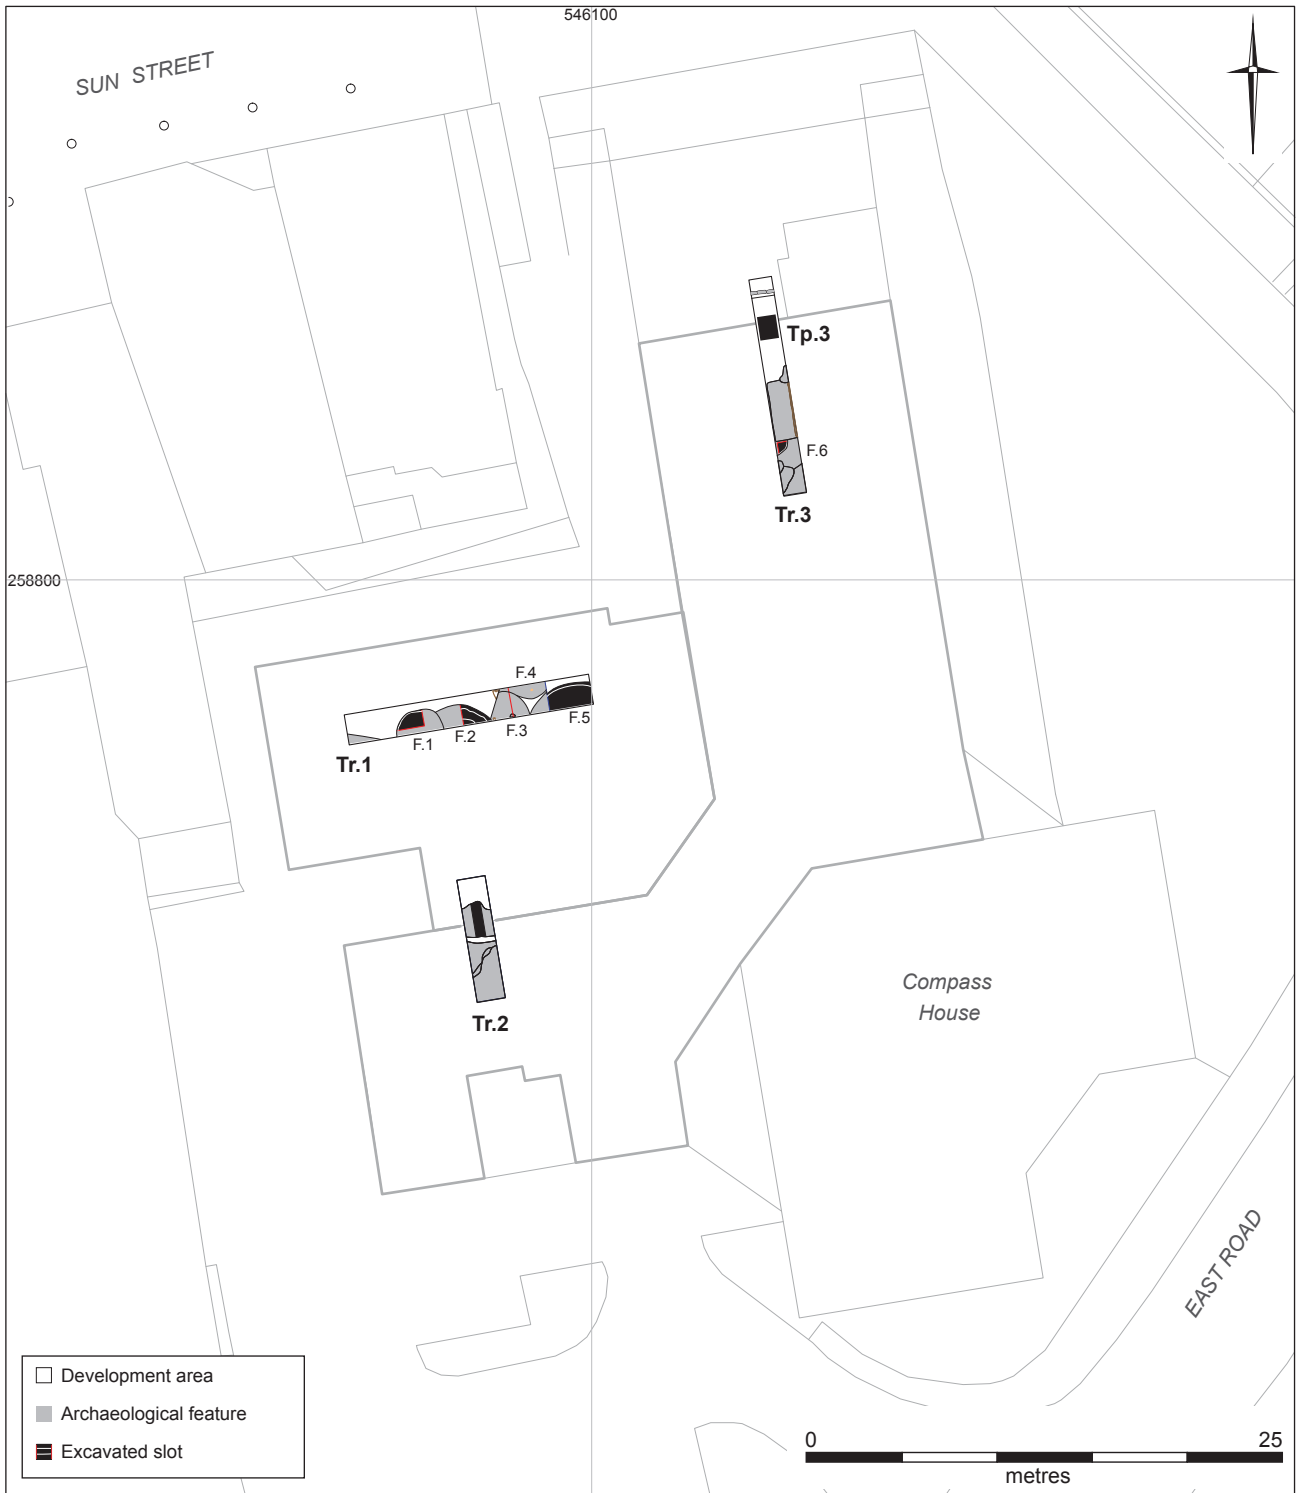 546100
SUN STREET
Tp.3
F.6
Tr.3
258800
F.4
F.5
F.3
F.2
F.1
Tr.1
Compass
House
Tr.2
EAST ROAD
Development area
Archaeological feature
Excavated slot
0 25
metres